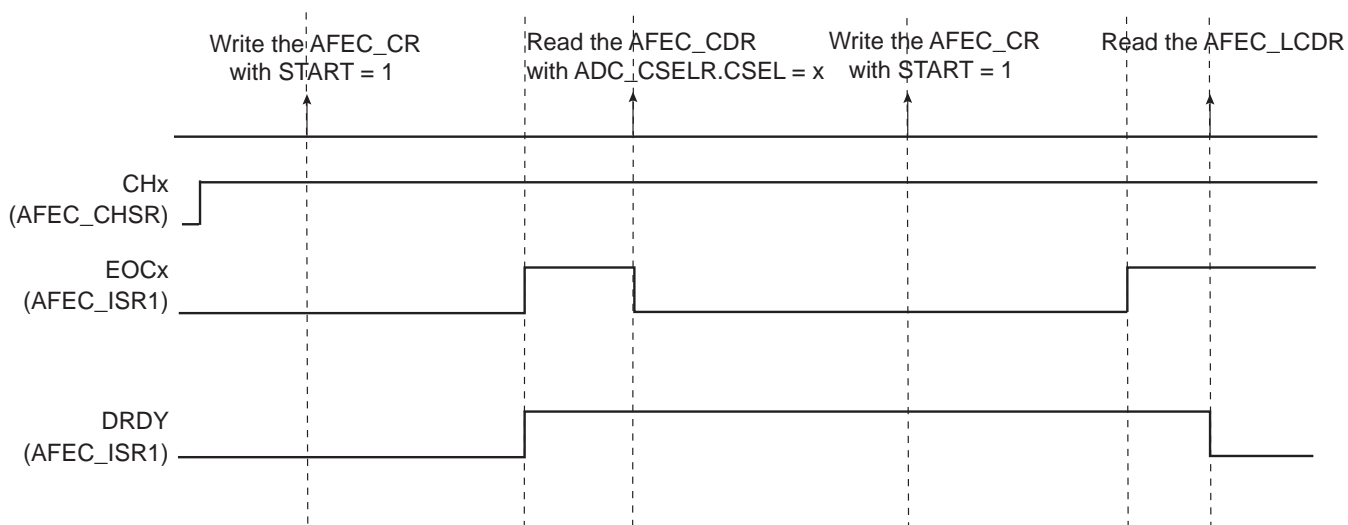 Write the AFEC_CR
with START = 1
Read the AFEC_CDR
with ADC_CSELR.CSEL = x
Write the AFEC_CR
with START = 1
Read the AFEC_LCDR
CHx
(AFEC_CHSR)
EOCx
(AFEC_ISR1)
DRDY
(AFEC_ISR1)